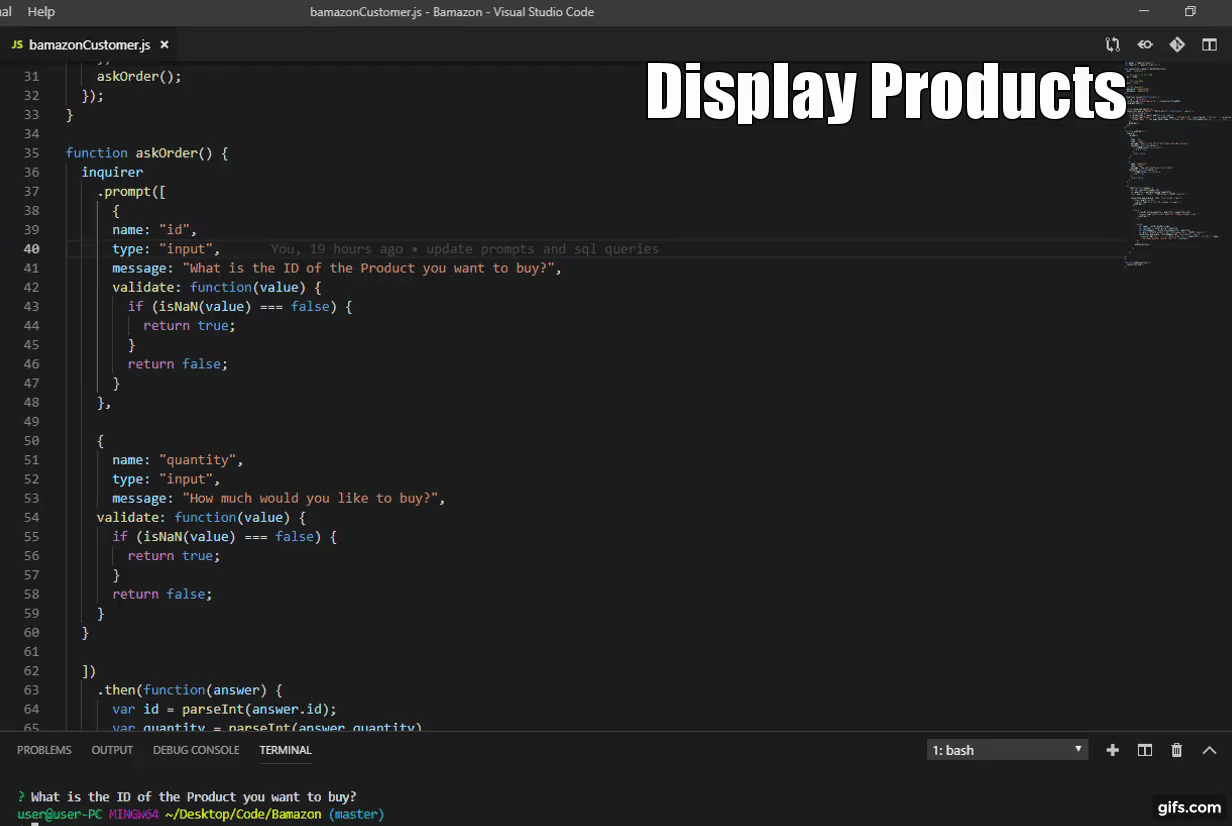 al Help bamazonCustomer.js - Bamazon - Visual Studio Code
JS bamazonCustomer.js ×
Display Products
31 askOrder();
32 });
33 }
34
35 function askOrder() {
36 inquirer
37 .prompt([
38 {
39 name: "id",
40 type: "input", You, 19 hours ago • update prompts and sql queries
41 message: "What is the ID of the Product you want to buy?",
42 validate: function(value) {
43 if (isNaN(value) === false) {
44 return true;
45 }
46 return false;
47 }
48 },
49
50 {
51 name: "quantity",
52 type: "input",
53 message: "How much would you like to buy?",
54 validate: function(value) {
55 if (isNaN(value) === false) {
56 return true;
57 }
58 return false;
59 }
60 }
61
62 ])
63 .then(function(answer) {
64 var id = parseInt(answer.id);
65 var quantity = parseInt(answer.quantity)
PROBLEMS OUTPUT DEBUG CONSOLE TERMINAL 1: bash
? What is the ID of the Product you want to buy?
user@user-PC MINGW64 ~/Desktop/Code/Bamazon (master)
gifs.com